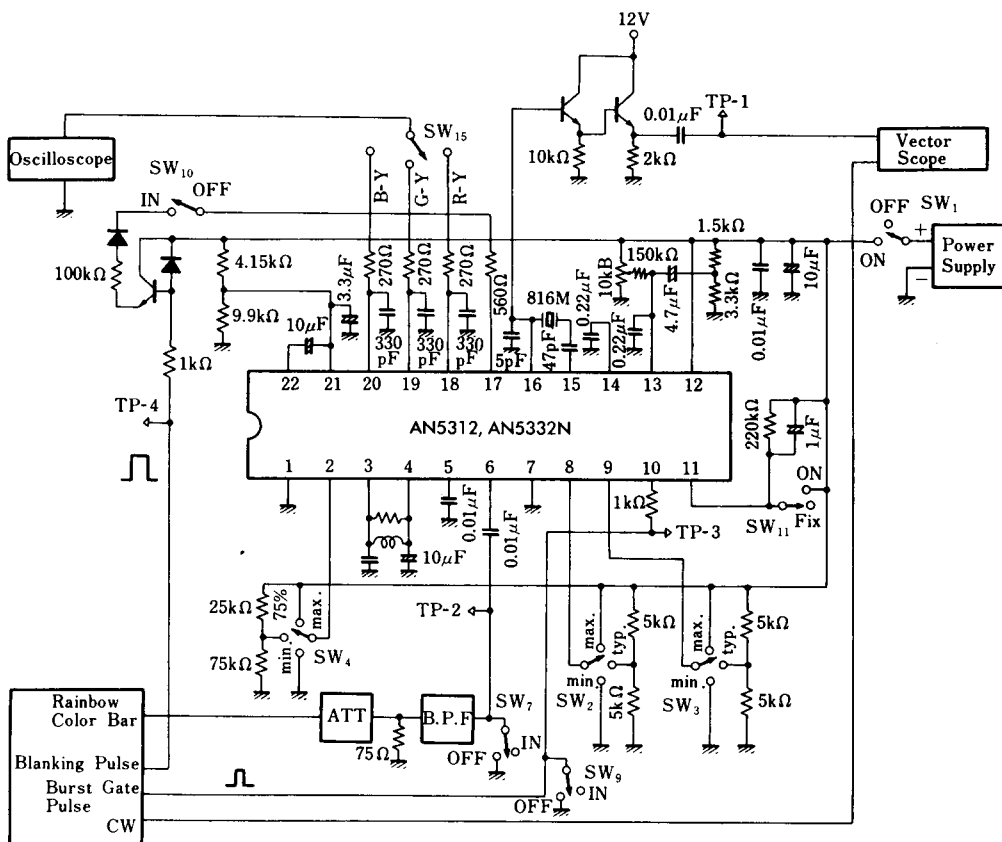 12V
TP-1
0.01μF
SW15
Vector
Scope
Oscilloscope
10kΩ
2kΩ
SW10
IN
OFF
B-Y
G-Y
R-Y
OFF
SW1
ON
+
−
Power
Supply
1.5kΩ
100kΩ
4.15kΩ
3.3μF
270Ω
270Ω
270Ω
560Ω
10kB
150kΩ
816M
0.22μF
4.7μF
3.3kΩ
0.01μF
10μF
9.9kΩ
10μF
330
pF
330
pF
330
pF
5pF
47pF
0.22μF
1kΩ
22 21 20 19 18 17 16 15 14 13 12
TP-4
AN5312, AN5332N
1 2 3 4 5 6 7 8 9 10 11
220kΩ
1μF
ON
SW11
Fix
0.01μF
0.01μF
1kΩ
TP-3
10μF
25kΩ
75%
max.
min.
SW4
75kΩ
TP-2
max.
typ.
5kΩ
min.
SW2
5kΩ
max.
typ.
5kΩ
min.
SW3
5kΩ
Rainbow
Color Bar
ATT
75Ω
B.P.F
SW7
IN
OFF
Blanking Pulse
Burst Gate
Pulse
SW9
IN
OFF
CW